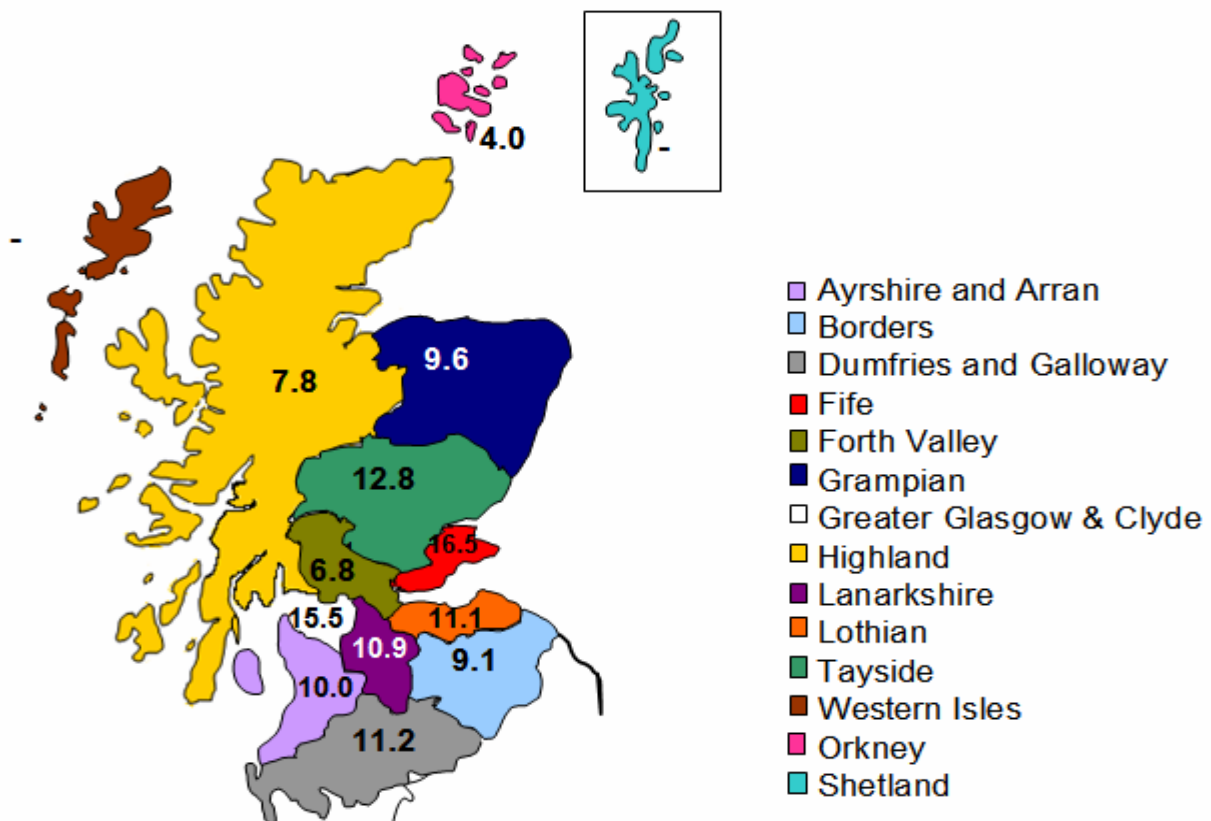 4.0
-
-
9.6
7.8
12.8
16.5
6.8
15.5
11.1
10.9
9.1
10.0
11.2
Ayrshire and Arran
Borders
Dumfries and Galloway
Fife
Forth Valley
Grampian
Greater Glasgow & Clyde
Highland
Lanarkshire
Lothian
Tayside
Western Isles
Orkney
Shetland